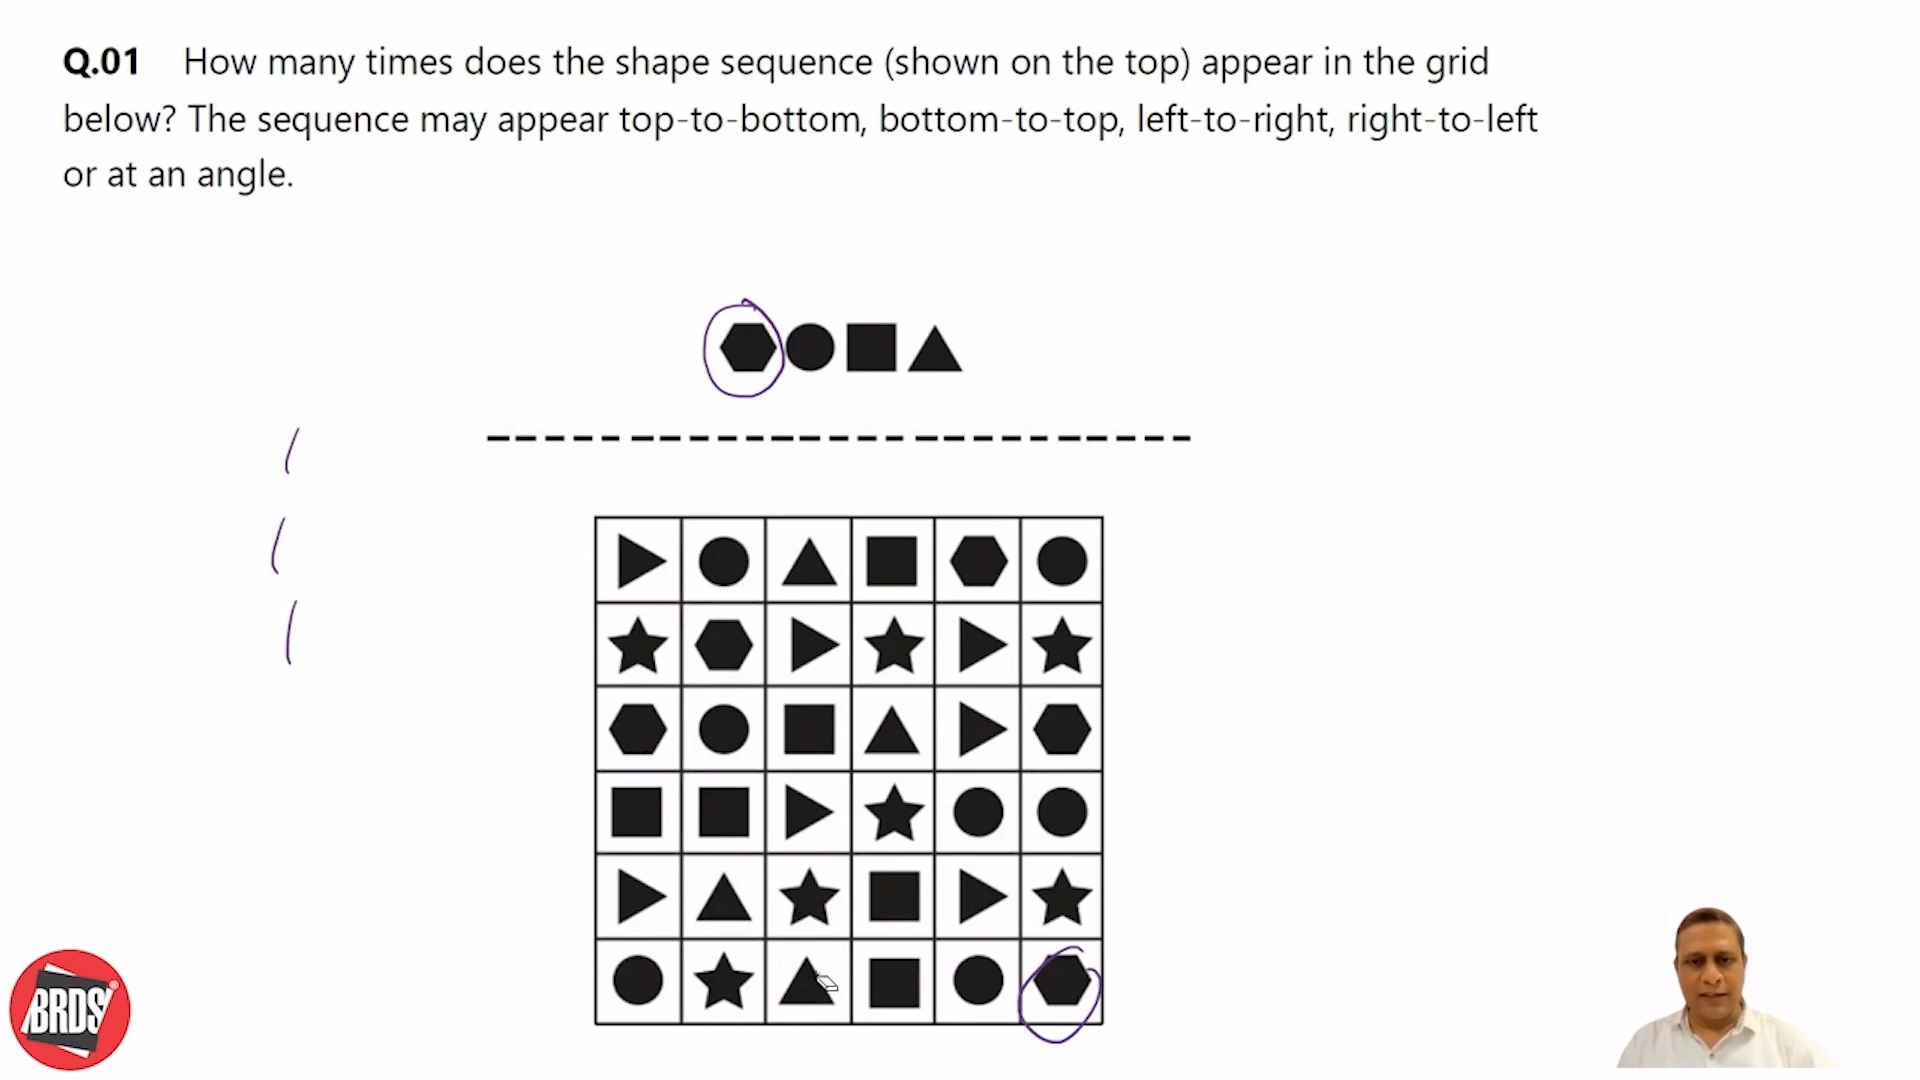 Q.01 How many times does the shape sequence (shown on the top) appear in the grid
below? The sequence may appear top-to-bottom, bottom-to-top, left-to-right, right-to-left
or at an angle.
BRDS